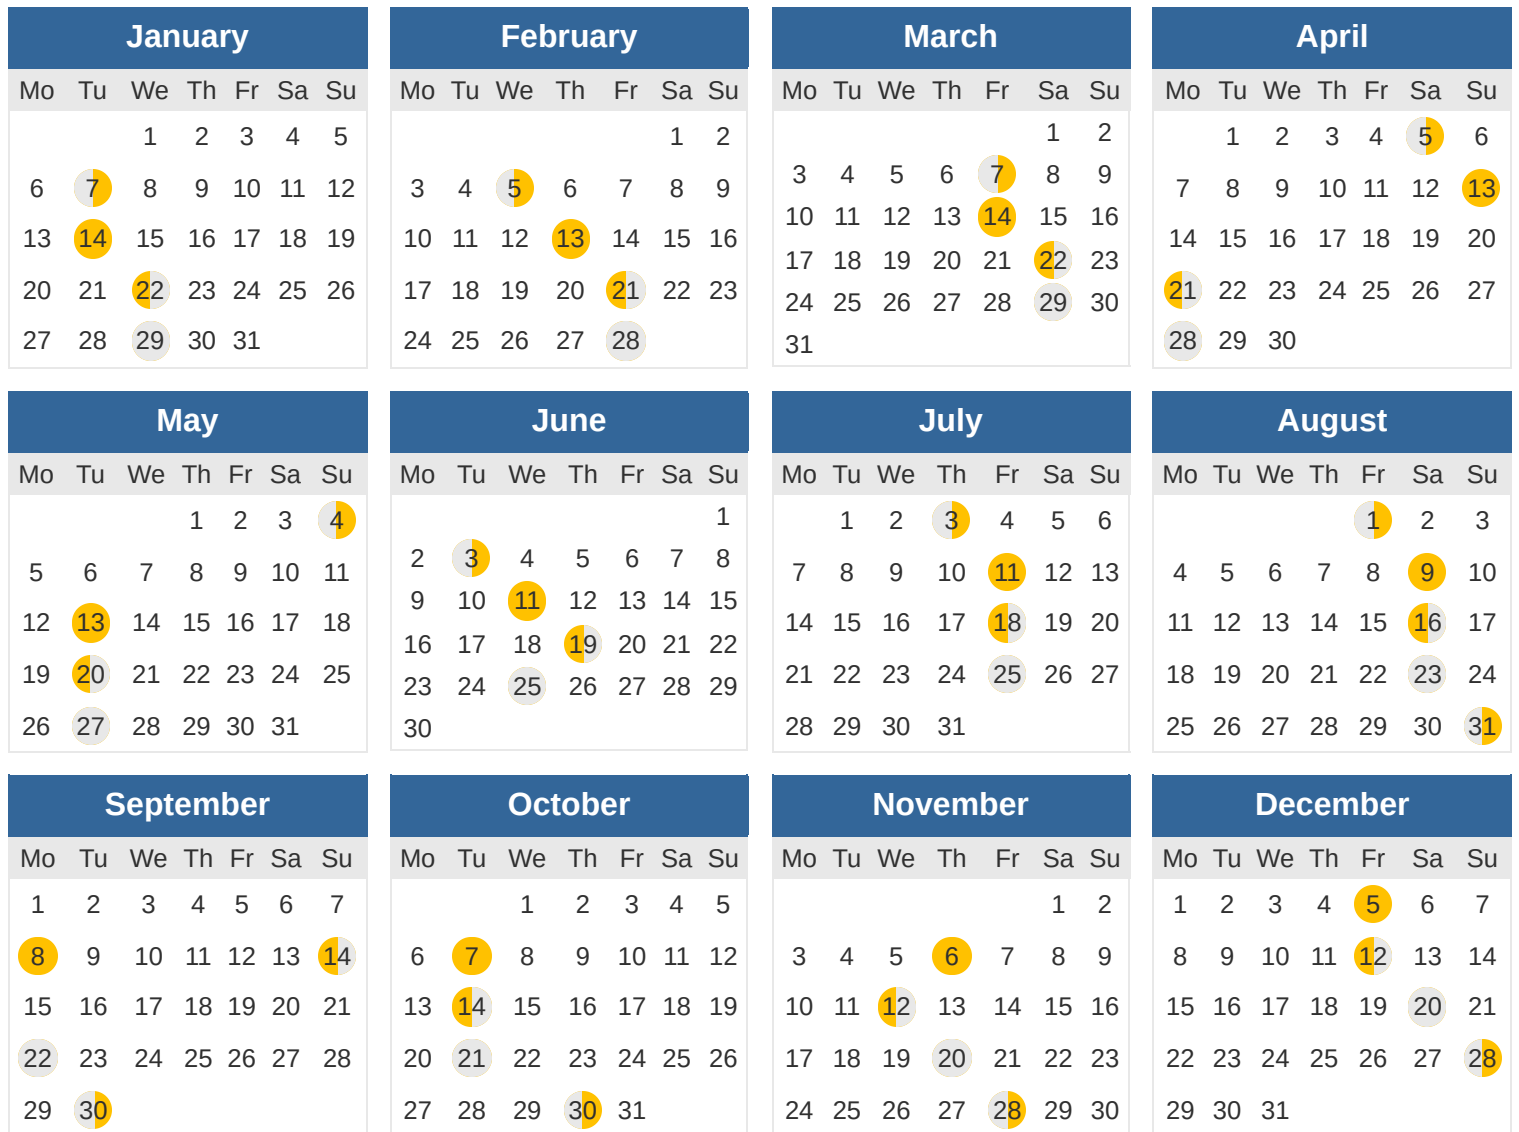 January
Mo Tu We Th Fr Sa Su
1 2 3 4 5
6 7 8 9 10 11 12
13 14 15 16 17 18 19
20 21 22 23 24 25 26
27 28 29 30 31
February
Mo Tu We Th Fr Sa Su
1 2
3 4 5 6 7 8 9
10 11 12 13 14 15 16
17 18 19 20 21 22 23
24 25 26 27 28
March
Mo Tu We Th Fr Sa Su
1 2
3 4 5 6 7 8 9
10 11 12 13 14 15 16
17 18 19 20 21 22 23
24 25 26 27 28 29 30
31
April
Mo Tu We Th Fr Sa Su
1 2 3 4 5 6
7 8 9 10 11 12 13
14 15 16 17 18 19 20
21 22 23 24 25 26 27
28 29 30
May
Mo Tu We Th Fr Sa Su
1 2 3 4
5 6 7 8 9 10 11
12 13 14 15 16 17 18
19 20 21 22 23 24 25
26 27 28 29 30 31
June
Mo Tu We Th Fr Sa Su
1
2 3 4 5 6 7 8
9 10 11 12 13 14 15
16 17 18 19 20 21 22
23 24 25 26 27 28 29
30
July
Mo Tu We Th Fr Sa Su
1 2 3 4 5 6
7 8 9 10 11 12 13
14 15 16 17 18 19 20
21 22 23 24 25 26 27
28 29 30 31
August
Mo Tu We Th Fr Sa Su
1 2 3
4 5 6 7 8 9 10
11 12 13 14 15 16 17
18 19 20 21 22 23 24
25 26 27 28 29 30 31
September
Mo Tu We Th Fr Sa Su
1 2 3 4 5 6 7
8 9 10 11 12 13 14
15 16 17 18 19 20 21
22 23 24 25 26 27 28
29 30
October
Mo Tu We Th Fr Sa Su
1 2 3 4 5
6 7 8 9 10 11 12
13 14 15 16 17 18 19
20 21 22 23 24 25 26
27 28 29 30 31
November
Mo Tu We Th Fr Sa Su
1 2
3 4 5 6 7 8 9
10 11 12 13 14 15 16
17 18 19 20 21 22 23
24 25 26 27 28 29 30
December
Mo Tu We Th Fr Sa Su
1 2 3 4 5 6 7
8 9 10 11 12 13 14
15 16 17 18 19 20 21
22 23 24 25 26 27 28
29 30 31